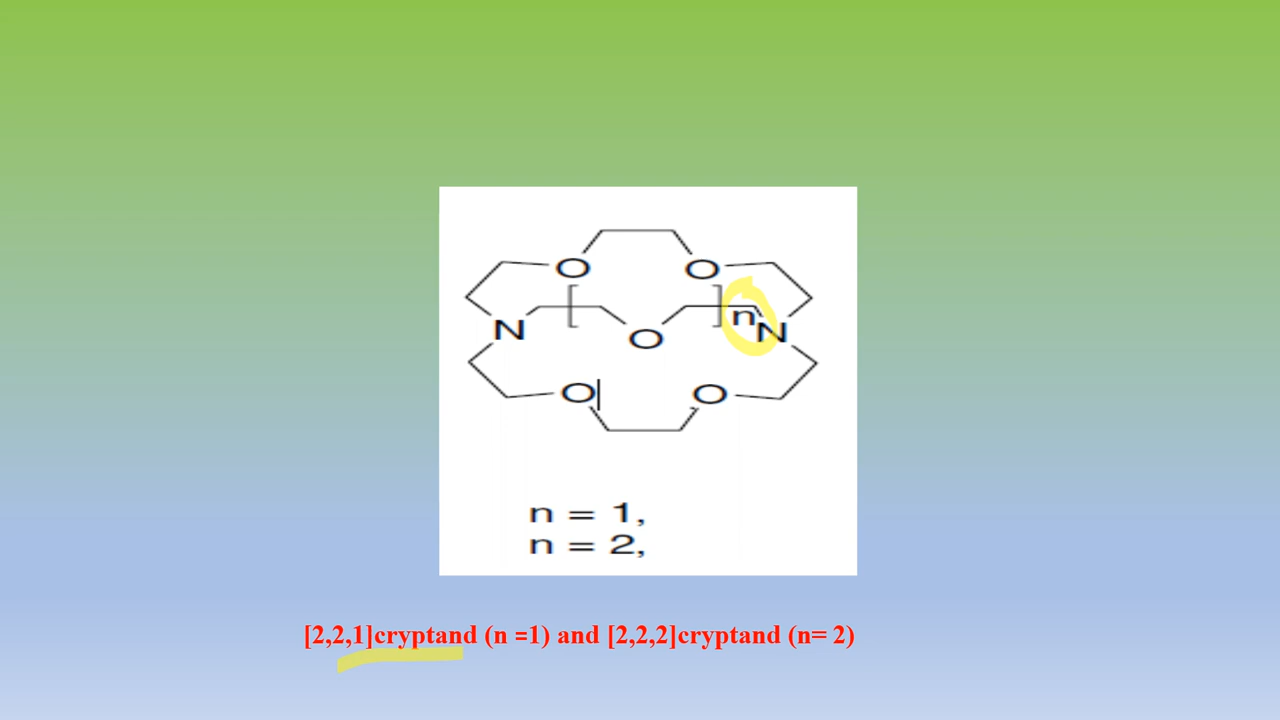 O O
[ ] n
N O N
O O
n = 1,
n = 2,
[2,2,1]cryptand (n =1) and [2,2,2]cryptand (n= 2)